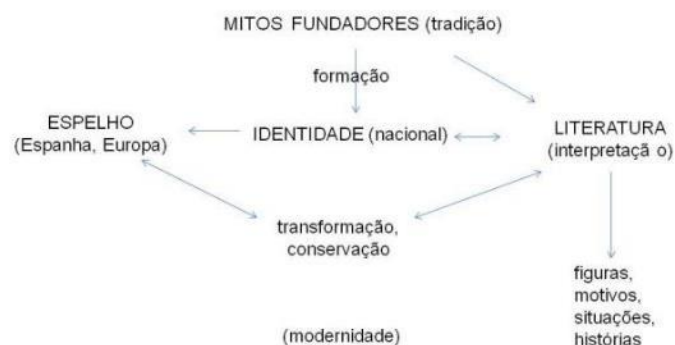 MITOS FUNDADORES (tradição)
formação
ESPELHO
(Espanha, Europa)
IDENTIDADE (nacional)
LITERATURA
(interpretaçã o)
transformação,
conservação
figuras,
motivos,
situações,
histórias
(modernidade)